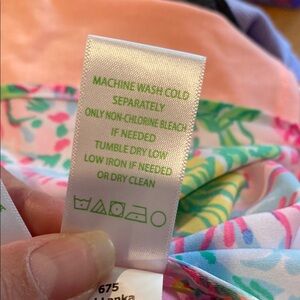 MACHINE WASH COLD
SEPARATELY
ONLY NON-CHLORINE BLEACH
IF NEEDED
TUMBLE DRY LOW
LOW IRON IF NEEDED
OR DRY CLEAN
675